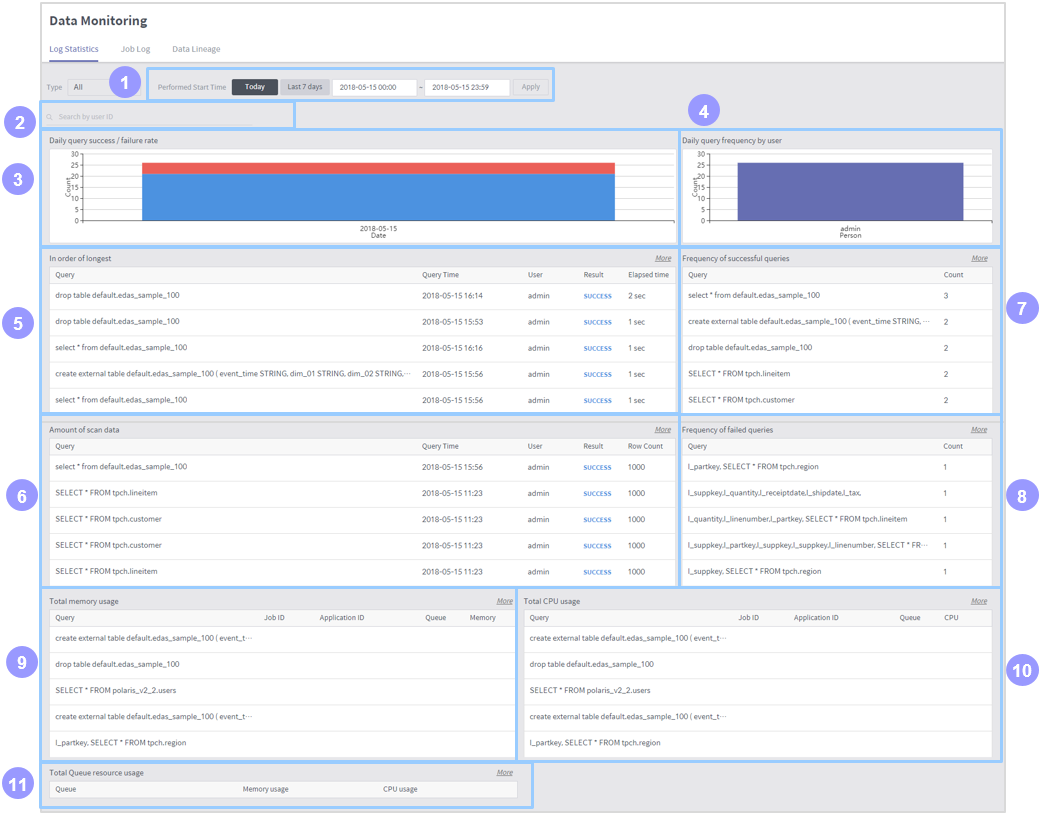 Data Monitoring
Log Statistics Job Log Data Lineage
Type All 1 Performed Start Time Today Last 7 days 2018-05-15 00:00 ~ 2018-05-15 23:59 Apply
2 Search by user ID 4
3
Daily query success / failure rate
30
25
20
15
10
5
0
Count
2018-05-15
Date
Daily query frequency by user
30
25
20
15
10
5
0
Count
admin
Person
5
In order of longest More
Query Query Time User Result Elapsed time
drop table default.edas_sample_100 2018-05-15 16:14 admin SUCCESS 2 sec
drop table default.edas_sample_100 2018-05-15 15:53 admin SUCCESS 1 sec
select * from default.edas_sample_100 2018-05-15 16:16 admin SUCCESS 1 sec
create external table default.edas_sample_100 ( event_time STRING, dim_01 STRING, dim_02 STRING,··· 2018-05-15 15:56 admin SUCCESS 1 sec
select * from default.edas_sample_100 2018-05-15 15:56 admin SUCCESS 1 sec
7
Frequency of successful queries More
Query Count
select * from default.edas_sample_100 3
create external table default.edas_sample_100 ( event_time STRING, ··· 2
drop table default.edas_sample_100 2
SELECT * FROM tpch.lineitem 2
SELECT * FROM tpch.customer 2
6
Amount of scan data More
Query Query Time User Result Row Count
select * from default.edas_sample_100 2018-05-15 15:56 admin SUCCESS 1000
SELECT * FROM tpch.lineitem 2018-05-15 11:23 admin SUCCESS 1000
SELECT * FROM tpch.customer 2018-05-15 11:23 admin SUCCESS 1000
SELECT * FROM tpch.customer 2018-05-15 11:23 admin SUCCESS 1000
SELECT * FROM tpch.lineitem 2018-05-15 11:23 admin SUCCESS 1000
8
Frequency of failed queries More
Query Count
l_partkey, SELECT * FROM tpch.region 1
l_suppkey,l_quantity,l_receiptdate,l_shipdate,l_tax, 1
l_quantity,l_linenumber,l_partkey, SELECT * FROM tpch.lineitem 1
l_suppkey,l_partkey,l_suppkey,l_suppkey,l_linenumber, SELECT * FR··· 1
l_suppkey, SELECT * FROM tpch.region 1
9
Total memory usage More
Query Job ID Application ID Queue Memory
create external table default.edas_sample_100 ( event_t···
drop table default.edas_sample_100
SELECT * FROM polaris_v2_2.users
create external table default.edas_sample_100 ( event_t···
l_partkey, SELECT * FROM tpch.region
10
Total CPU usage More
Query Job ID Application ID Queue CPU
create external table default.edas_sample_100 ( event_t···
drop table default.edas_sample_100
SELECT * FROM polaris_v2_2.users
create external table default.edas_sample_100 ( event_t···
l_partkey, SELECT * FROM tpch.region
11
Total Queue resource usage More
Queue Memory usage CPU usage